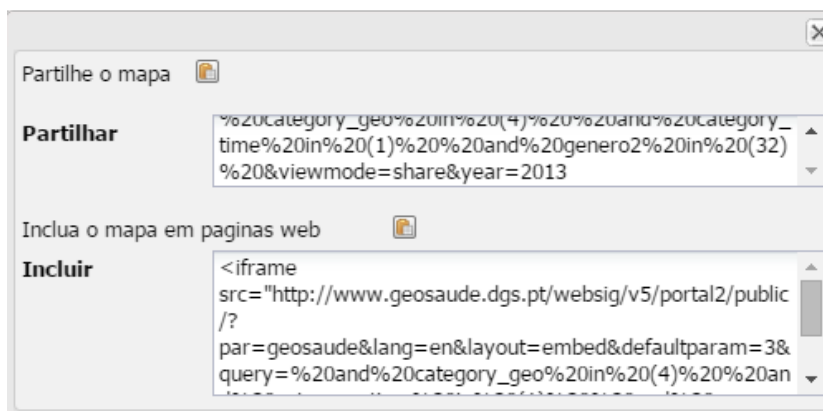 Partilhe o mapa
Partilhar
%20category_geo%20in%20(4)%20%20and%20category_
time%20in%20(1)%20%20and%20genero2%20in%20(32)
%20&viewmode=share&year=2013
Inclua o mapa em paginas web
Incluir
<iframe
src="http://www.geosaude.dgs.pt/websig/v5/portal2/public
/?
par=geosaude&lang=en&layout=embed&defaultparam=3&
query=%20and%20category_geo%20in%20(4)%20%20an